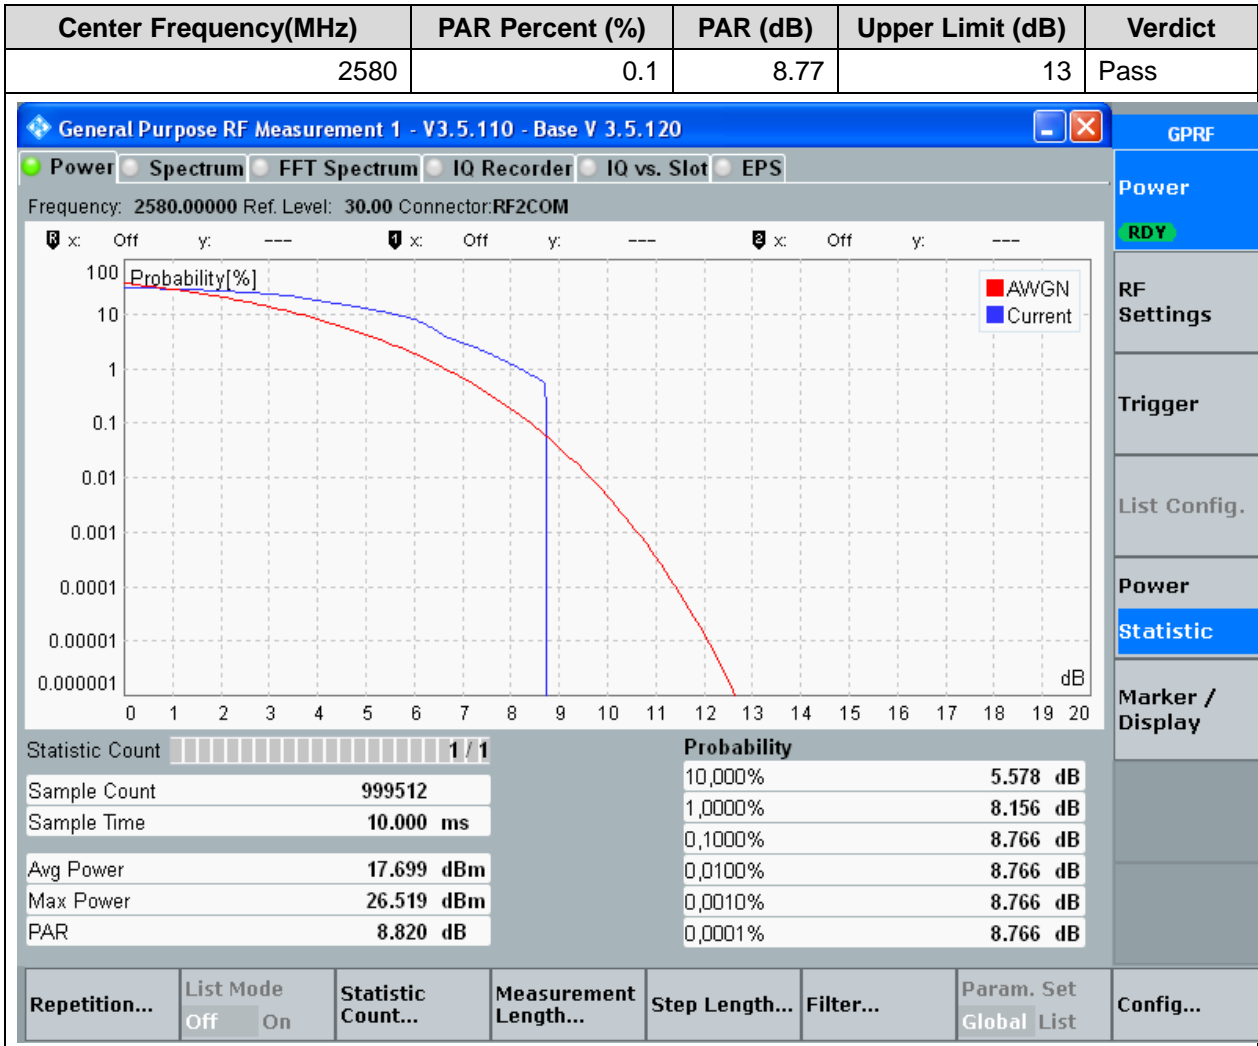 Center Frequency(MHz) PAR Percent (%) PAR (dB) Upper Limit (dB) Verdict
2580 0.1 8.77 13 Pass
General Purpose RF Measurement 1 - V3.5.110 - Base V 3.5.120
GPRF
Power Spectrum FFT Spectrum IQ Recorder IQ vs. Slot EPS
Power
RDY
Frequency: 2580.00000 Ref. Level: 30.00 Connector:RF2COM
R x: Off y: --- 1 x: Off y: --- 2 x: Off y: ---
Probability[%]
100
10
1
0.1
0.01
0.001
0.0001
0.00001
0.000001
AWGN
Current
dB
0 1 2 3 4 5 6 7 8 9 10 11 12 13 14 15 16 17 18 19 20
RF
Settings
Trigger
List Config.
Power
Statistic
Marker /
Display
Statistic Count 1 / 1
Sample Count 999512
Sample Time 10.000 ms
Avg Power 17.699 dBm
Max Power 26.519 dBm
PAR 8.820 dB
Probability
10,000% 5.578 dB
1,0000% 8.156 dB
0,1000% 8.766 dB
0,0100% 8.766 dB
0,0010% 8.766 dB
0,0001% 8.766 dB
Repetition...
List Mode
Off On
Statistic
Count...
Measurement
Length...
Step Length...
Filter...
Param. Set
Global List
Config...